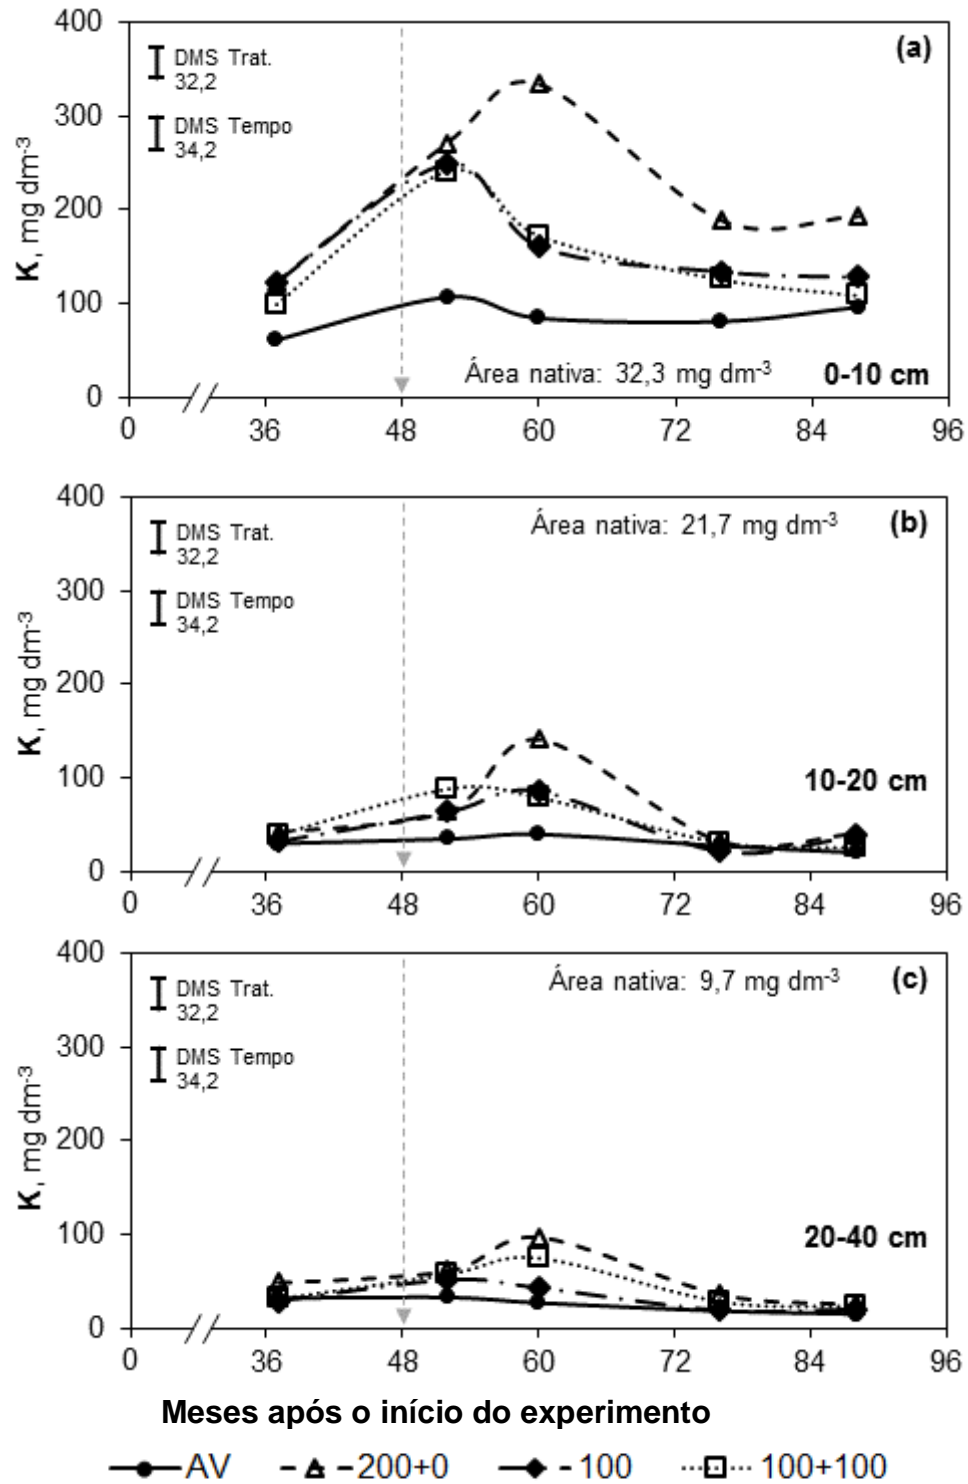 400
300
200
100
0
K, mg dm-3
DMS Trat.
32,2
DMS Tempo
34,2
(a)
Área nativa: 32,3 mg dm-3
0-10 cm
0 36 48 60 72 84 96
400
300
200
100
0
K, mg dm-3
DMS Trat.
32,2
DMS Tempo
34,2
Área nativa: 21,7 mg dm-3
(b)
10-20 cm
0 36 48 60 72 84 96
400
300
200
100
0
K, mg dm-3
DMS Trat.
32,2
DMS Tempo
34,2
Área nativa: 9,7 mg dm-3
(c)
20-40 cm
0 36 48 60 72 84 96
Meses após o início do experimento
AV 200+0 100 100+100